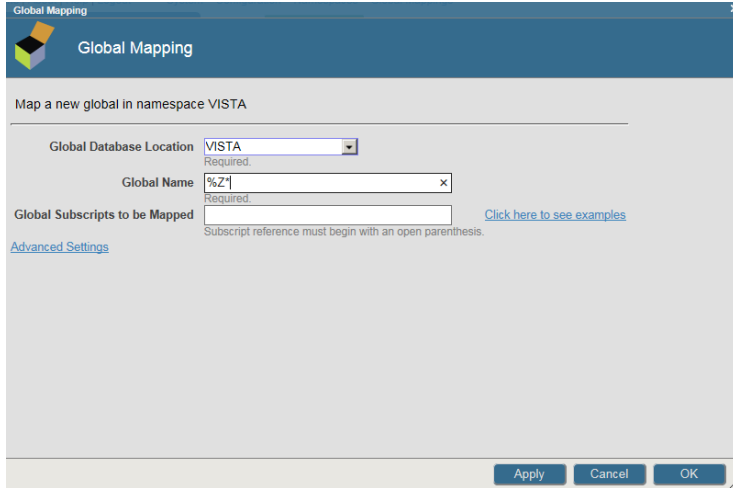 Global Mapping
Global Mapping
Map a new global in namespace VISTA
Global Database Location VISTA
Required.
Global Name %Z*
Required.
Global Subscripts to be Mapped Click here to see examples
Subscript reference must begin with an open parenthesis.
Advanced Settings
Apply Cancel OK